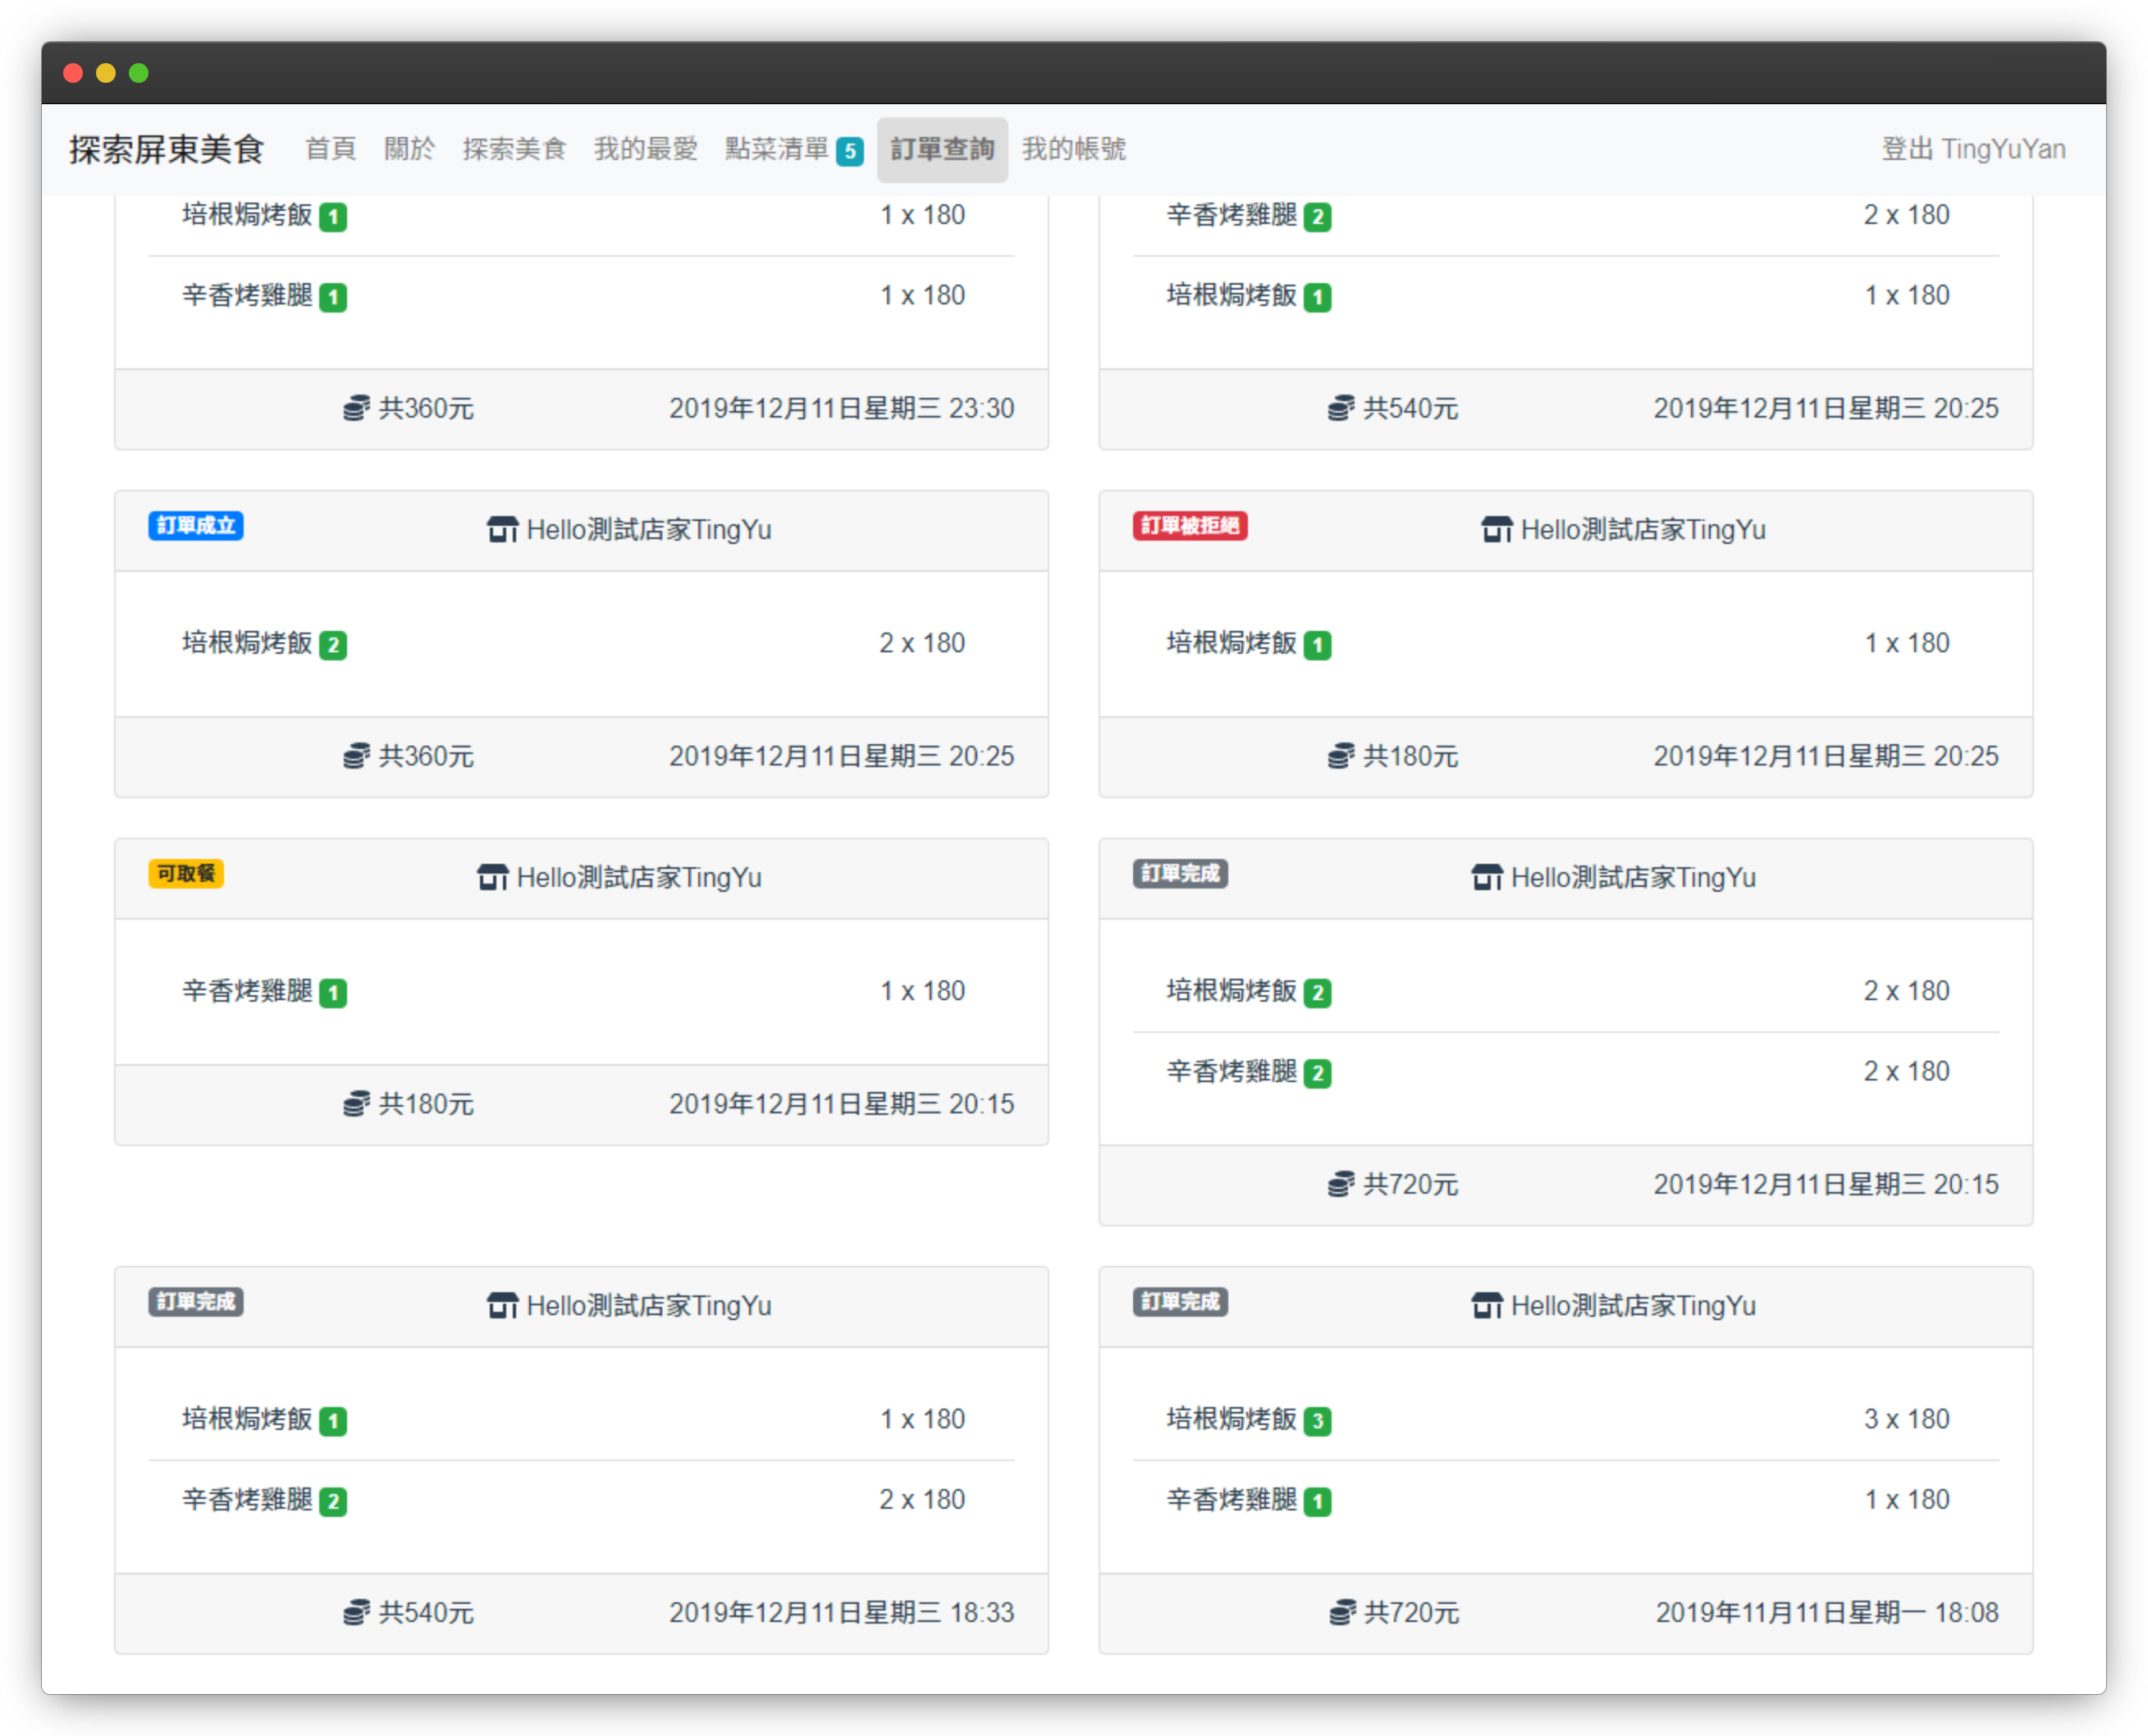 探索屏東美食 首頁 關於 探索美食 我的最愛 點菜清單 5 訂單查詢 我的帳號 登出 TingYuYan
培根焗烤飯 1 1 x 180
辛香烤雞腿 1 1 x 180
共360元 2019年12月11日星期三 23:30
辛香烤雞腿 2 2 x 180
培根焗烤飯 1 1 x 180
共540元 2019年12月11日星期三 20:25
訂單成立 Hello測試店家TingYu
培根焗烤飯 2 2 x 180
共360元 2019年12月11日星期三 20:25
訂單被拒絕 Hello測試店家TingYu
培根焗烤飯 1 1 x 180
共180元 2019年12月11日星期三 20:25
可取餐 Hello測試店家TingYu
辛香烤雞腿 1 1 x 180
共180元 2019年12月11日星期三 20:15
訂單完成 Hello測試店家TingYu
培根焗烤飯 2 2 x 180
辛香烤雞腿 2 2 x 180
共720元 2019年12月11日星期三 20:15
訂單完成 Hello測試店家TingYu
培根焗烤飯 1 1 x 180
辛香烤雞腿 2 2 x 180
共540元 2019年12月11日星期三 18:33
訂單完成 Hello測試店家TingYu
培根焗烤飯 3 3 x 180
辛香烤雞腿 1 1 x 180
共720元 2019年11月11日星期一 18:08